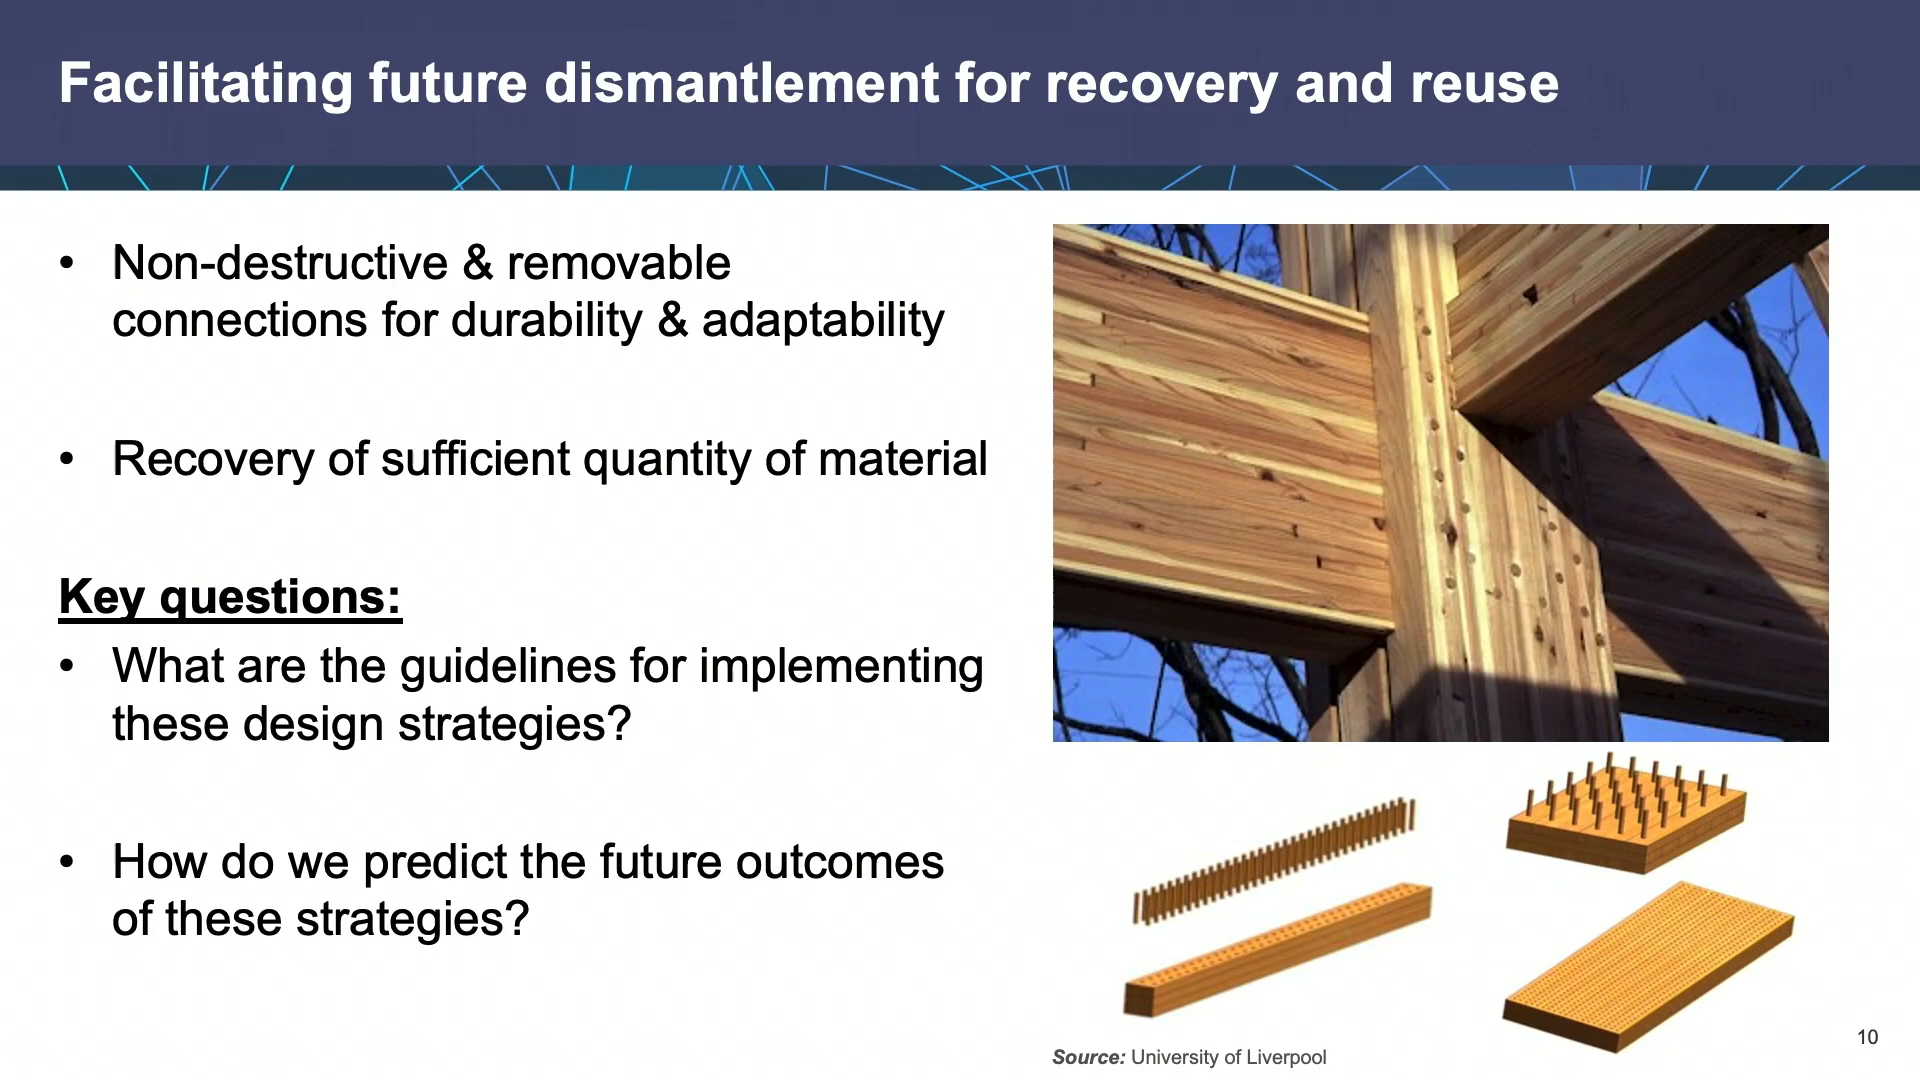 Facilitating future dismantlement for recovery and reuse
• Non-destructive & removable
connections for durability & adaptability
• Recovery of sufficient quantity of material
Key questions:
• What are the guidelines for implementing
these design strategies?
• How do we predict the future outcomes
of these strategies?
Source: University of Liverpool
10